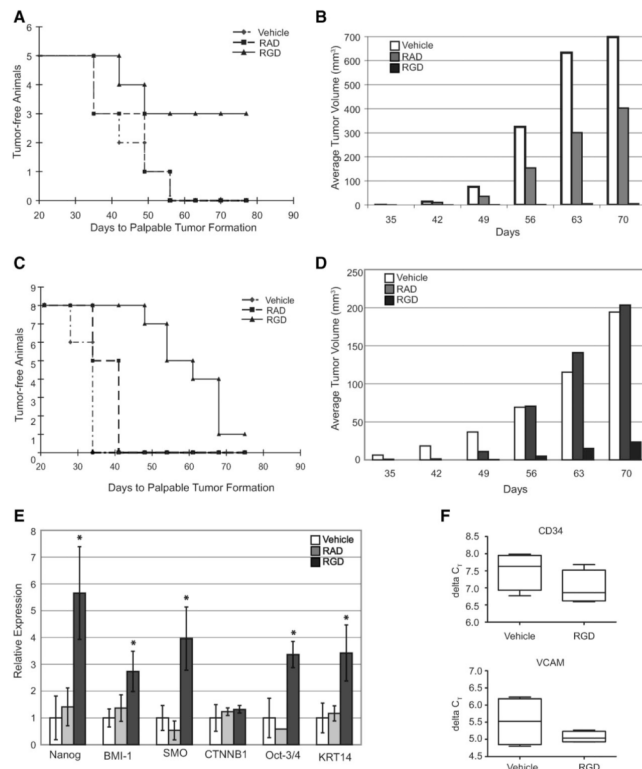 A
Tumor-free Animals
6
5
4
3
2
1
0
20 30 40 50 60 70 80 90
Days to Palpable Tumor Formation
Vehicle
RAD
RGD
B
Average Tumor Volume (mm³)
700
600
500
400
300
200
100
0
35 42 49 56 63 70
Days
Vehicle
RAD
RGD
C
Tumor-free Animals
9
8
7
6
5
4
3
2
1
0
20 30 40 50 60 70 80 90
Days to Palpable Tumor Formation
Vehicle
RAD
RGD
D
Average Tumor Volume (mm³)
250
200
150
100
50
0
35 42 49 56 63 70
Days
Vehicle
RAD
RGD
E
Relative Expression
8
7
6
5
4
3
2
1
0
* * * * *
Nanog BMI-1 SMO CTNNB1 Oct-3/4 KRT14
Vehicle
RAD
RGD
F
CD34
delta CT
8.5
8.0
7.5
7.0
6.5
6.0
Vehicle RGD
VCAM
delta CT
6.5
6.0
5.5
5.0
4.5
Vehicle RGD